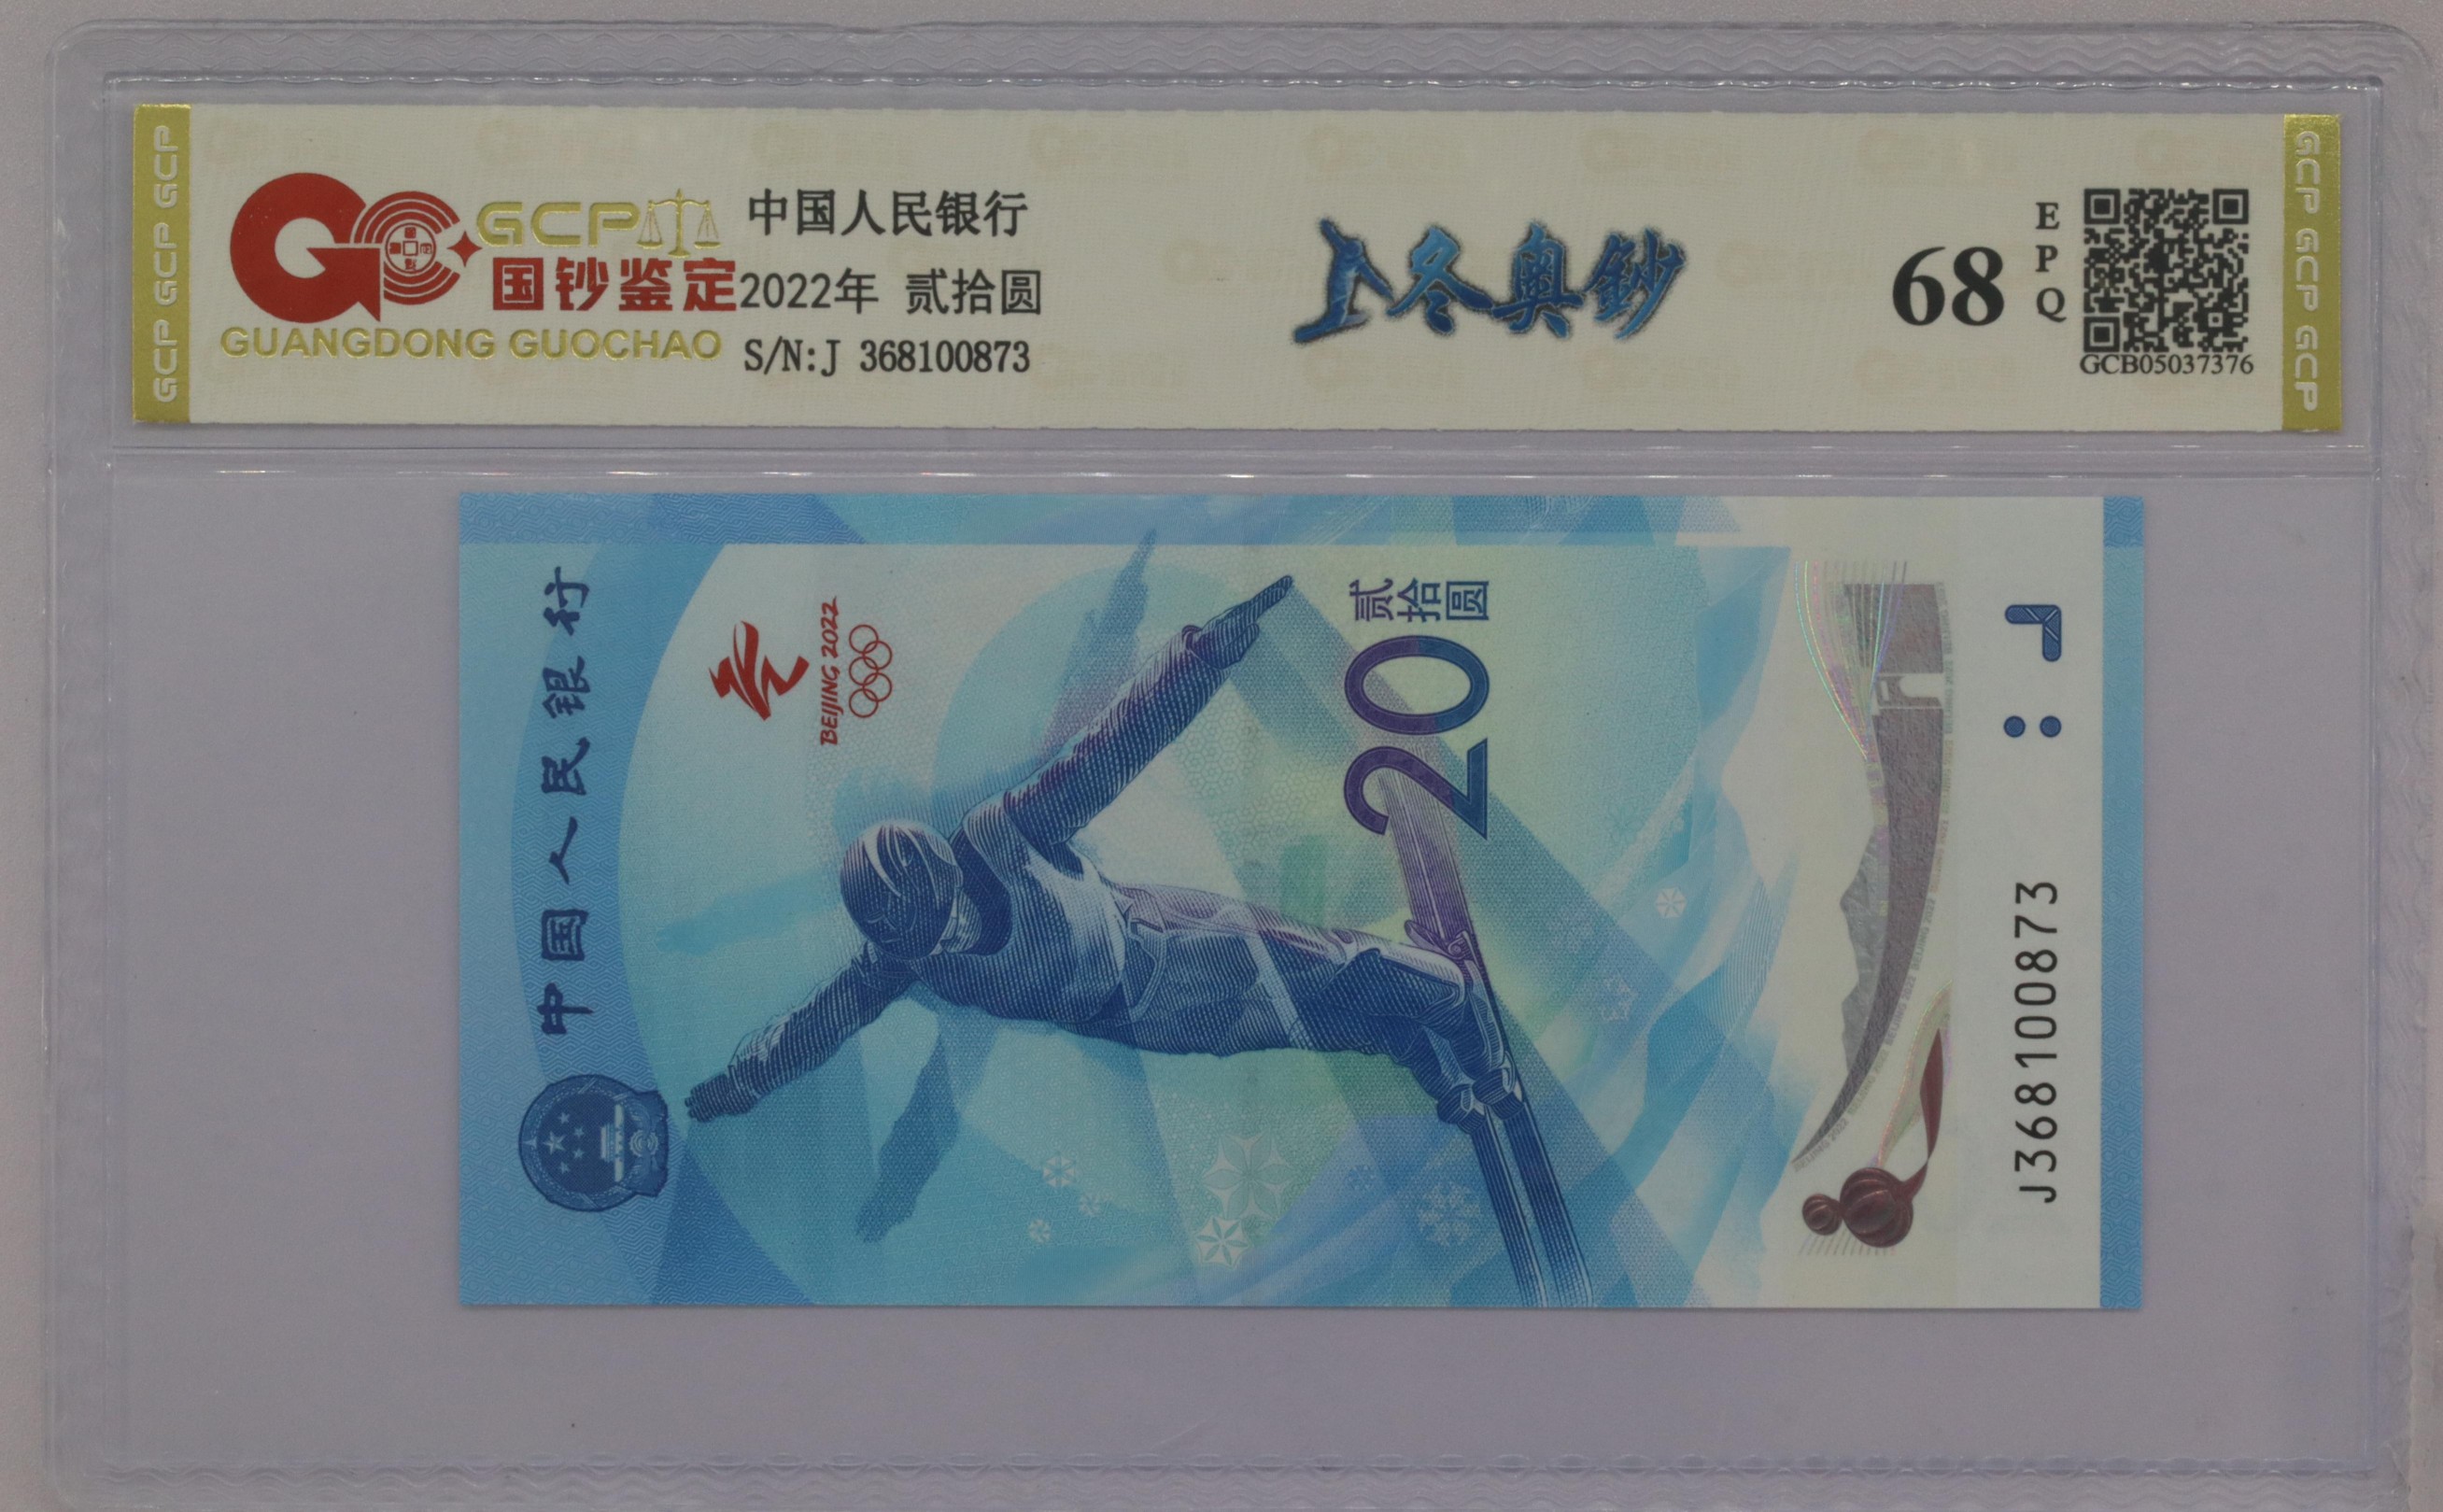 GCP GCP GCP
GCP
国钞鉴定
GUANGDONG GUOCHAO
中国人民银行
2022年 贰拾圆
S/N:J 368100873
冬奥鈔
68
EPQ
GCB05037376
GCP GCP GCP
中国人民银行
BEIJING 2022
贰拾圆
20
J368100873